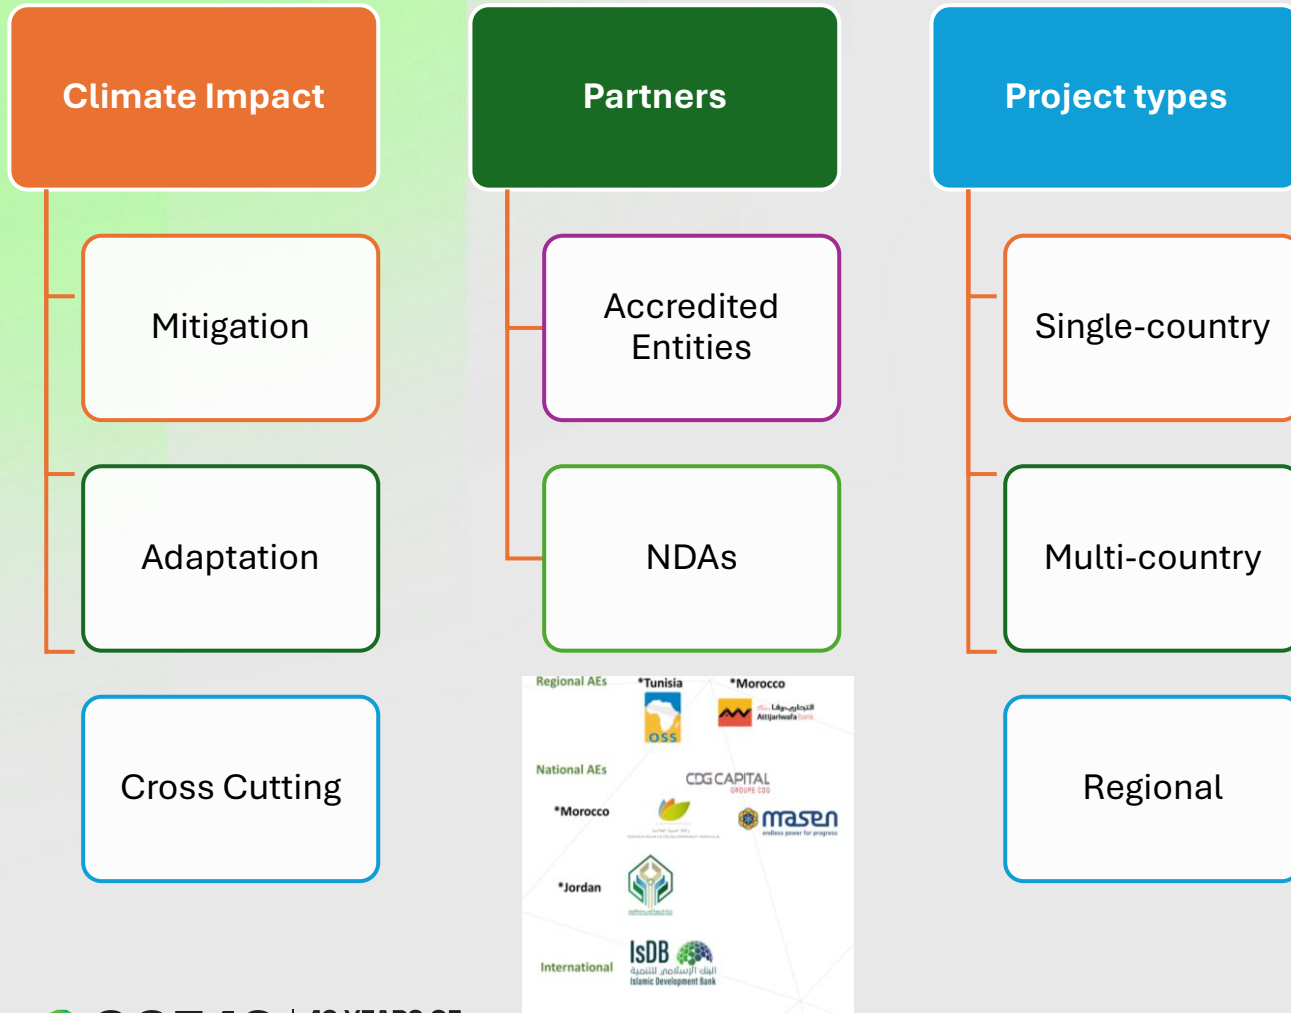 Climate Impact
Mitigation
Adaptation
Cross Cutting
Partners
Accredited
Entities
NDAs
Regional AEs
*Tunisia
*Morocco
OSS
التجاري وفا بنك
Attijariwafa bank
National AEs
CDG CAPITAL
GROUPE CDG
*Morocco
masen
endless power for progress
*Jordan
International
IsDB
البنك الإسلامي للتنمية
Islamic Development Bank
Project types
Single-country
Multi-country
Regional